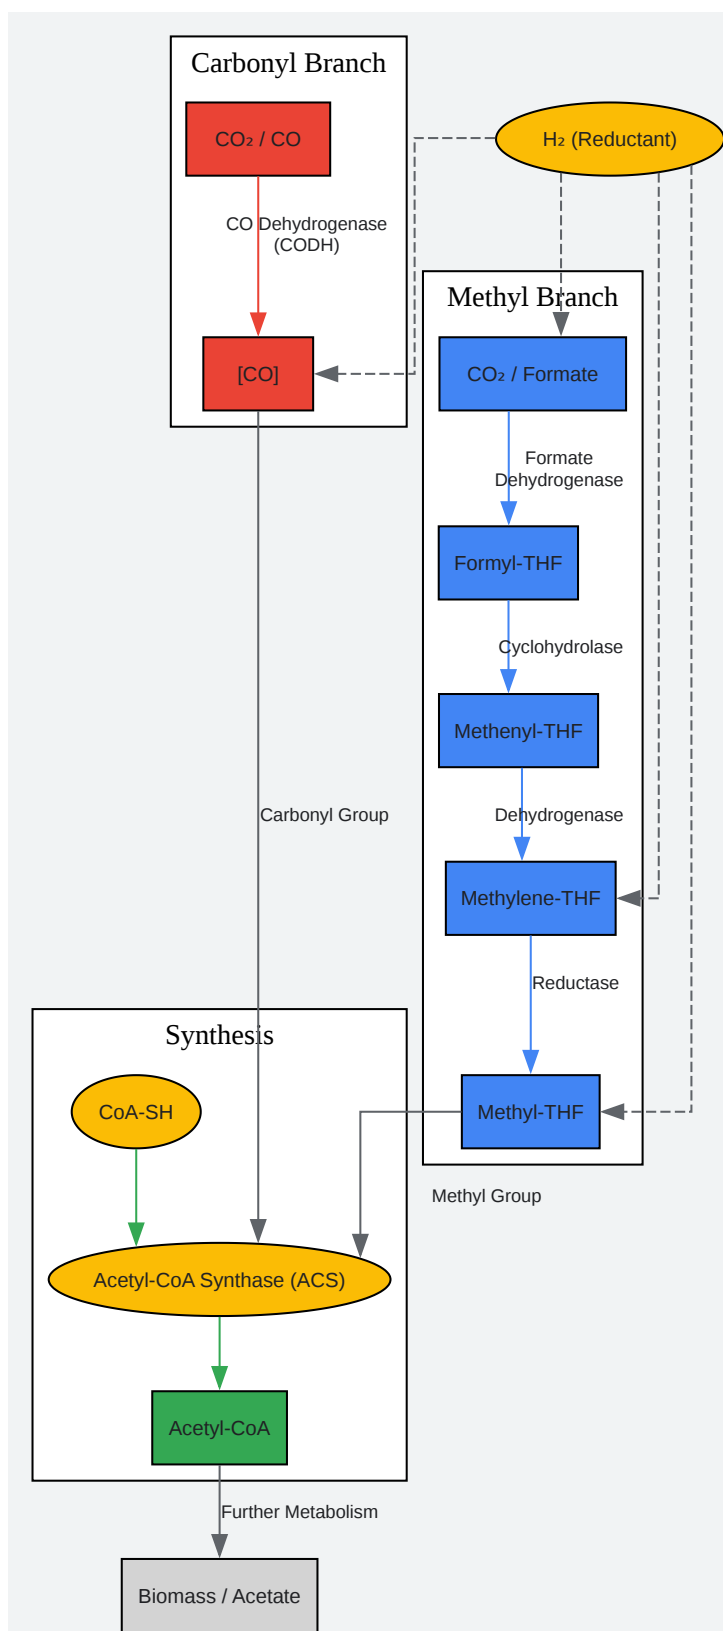 Carbonyl Branch
CO₂ / CO
H₂ (Reductant)
CO Dehydrogenase
(CODH)
Methyl Branch
[CO]
CO₂ / Formate
Formate
Dehydrogenase
Formyl-THF
Cyclohydrolase
Methenyl-THF
Carbonyl Group
Dehydrogenase
Methylene-THF
Reductase
Synthesis
CoA-SH
Methyl-THF
Methyl Group
Acetyl-CoA Synthase (ACS)
Acetyl-CoA
Further Metabolism
Biomass / Acetate